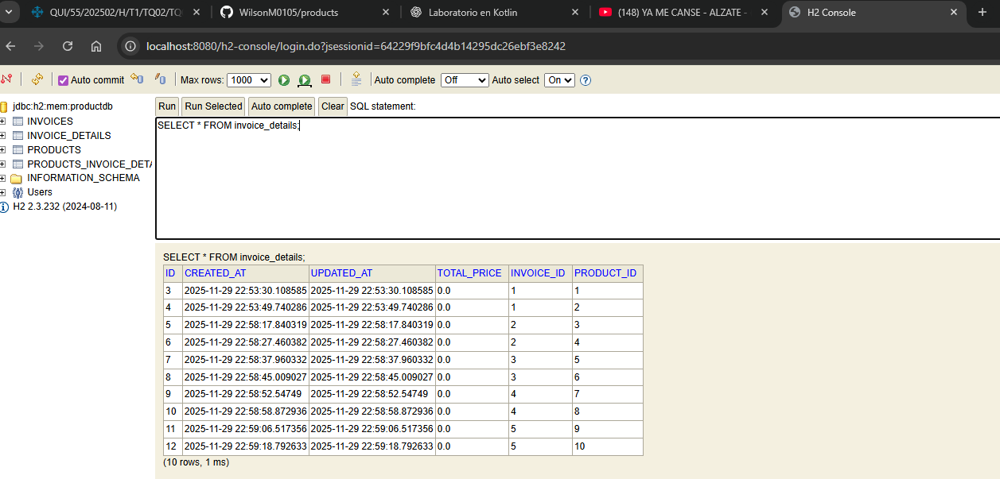 QUI/55/202502/H/T1/TQ02/TQ WilsonM0105/products Laboratorio en Kotlin (148) YA ME CANSE - ALZATE - H2 Console
localhost:8080/h2-console/login.do?jsessionid=64229f9bfc4d4b14295dc26ebf3e8242
Auto commit Max rows: 1000 Auto complete Off Auto select On
jdbc:h2:mem:productdb
INVOICES
INVOICE_DETAILS
PRODUCTS
PRODUCTS_INVOICE_DETA
INFORMATION_SCHEMA
Users
H2 2.3.232 (2024-08-11)
Run Run Selected Auto complete Clear SQL statement:
SELECT * FROM invoice_details;
SELECT * FROM invoice_details;
ID CREATED_AT UPDATED_AT TOTAL_PRICE INVOICE_ID PRODUCT_ID
3 2025-11-29 22:53:30.108585 2025-11-29 22:53:30.108585 0.0 1 1
4 2025-11-29 22:53:49.740286 2025-11-29 22:53:49.740286 0.0 1 2
5 2025-11-29 22:58:17.840319 2025-11-29 22:58:17.840319 0.0 2 3
6 2025-11-29 22:58:27.460382 2025-11-29 22:58:27.460382 0.0 2 4
7 2025-11-29 22:58:37.960332 2025-11-29 22:58:37.960332 0.0 3 5
8 2025-11-29 22:58:45.009027 2025-11-29 22:58:45.009027 0.0 3 6
9 2025-11-29 22:58:52.54749 2025-11-29 22:58:52.54749 0.0 4 7
10 2025-11-29 22:58:58.872936 2025-11-29 22:58:58.872936 0.0 4 8
11 2025-11-29 22:59:06.517356 2025-11-29 22:59:06.517356 0.0 5 9
12 2025-11-29 22:59:18.792633 2025-11-29 22:59:18.792633 0.0 5 10
(10 rows, 1 ms)